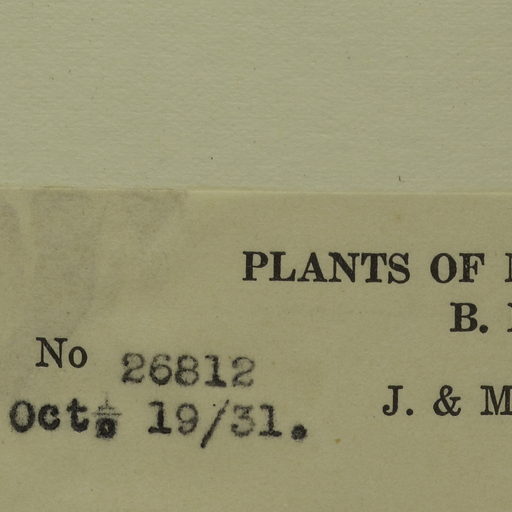 PLANTS OF
B.
No 26812
J. & M
Oct. 19/31.